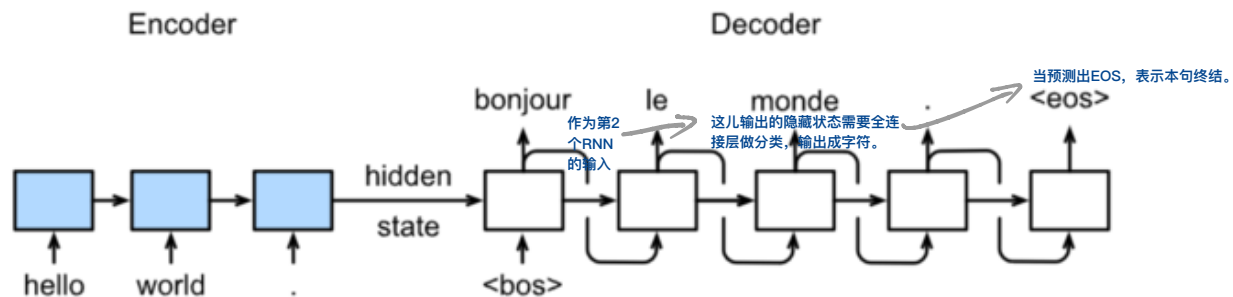 Encoder
Decoder
当预测出EOS，表示本句终结。
bonjour
le
monde
.
<eos>
作为第2
个RNN
的输入
这儿输出的隐藏状态需要全连
接层做分类，输出成字符。
hidden
state
hello
world
.
<bos>